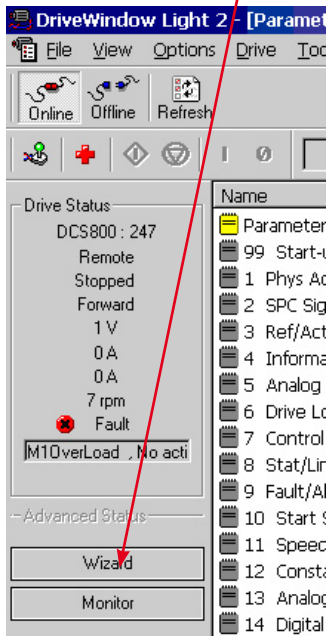 DriveWindow Light 2 - [Paramet
File View Options Drive Too
Online Offline Refresh
Drive Status
DCS800 : 247
Remote
Stopped
Forward
1 V
0 A
0 A
7 rpm
Fault
M1OverLoad , No acti
Advanced Status
Wizard
Monitor
Name
Parameter
99 Start-u
1 Phys Ac
2 SPC Sig
3 Ref/Act
4 Informa
5 Analog
6 Drive Lo
7 Control
8 Stat/Lim
9 Fault/Al
10 Start S
11 Speed
12 Consta
13 Analog
14 Digital